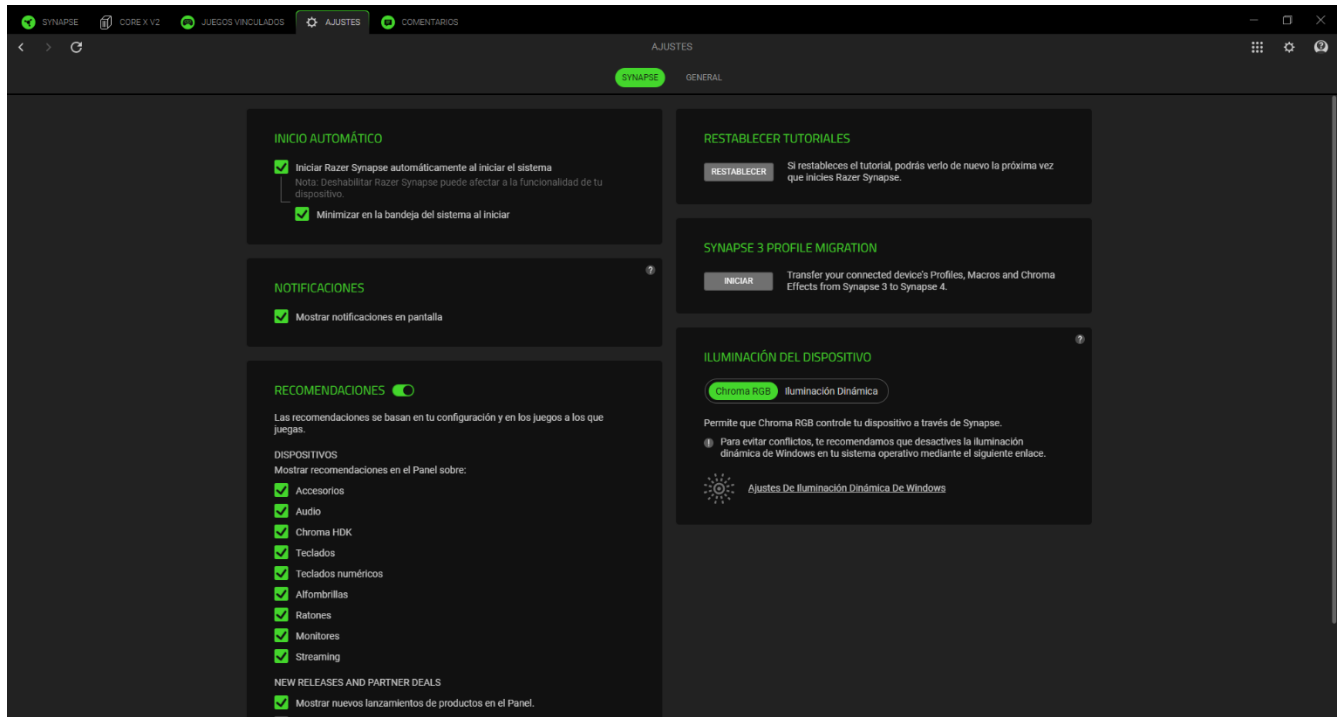 SYNAPSE
CORE X V2
JUEGOS VINCULADOS
AJUSTES
COMENTARIOS
AJUSTES
SYNAPSE
GENERAL
INICIO AUTOMÁTICO
Iniciar Razer Synapse automáticamente al iniciar el sistema
Nota: Deshabilitar Razer Synapse puede afectar a la funcionalidad de tu
dispositivo.
Minimizar en la bandeja del sistema al iniciar
NOTIFICACIONES
Mostrar notificaciones en pantalla
RECOMENDACIONES
Las recomendaciones se basan en tu configuración y en los juegos a los que
juegas.
DISPOSITIVOS
Mostrar recomendaciones en el Panel sobre:
Accesorios
Audio
Chroma HDK
Teclados
Teclados numéricos
Alfombrillas
Ratones
Monitores
Streaming
NEW RELEASES AND PARTNER DEALS
Mostrar nuevos lanzamientos de productos en el Panel.
RESTABLECER TUTORIALES
RESTABLECER
Si restableces el tutorial, podrás verlo de nuevo la próxima vez
que inicies Razer Synapse.
SYNAPSE 3 PROFILE MIGRATION
INICIAR
Transfer your connected device's Profiles, Macros and Chroma
Effects from Synapse 3 to Synapse 4.
ILUMINACIÓN DEL DISPOSITIVO
Chroma RGB
Iluminación Dinámica
Permite que Chroma RGB controle tu dispositivo a través de Synapse.
Para evitar conflictos, te recomendamos que desactives la iluminación
dinámica de Windows en tu sistema operativo mediante el siguiente enlace.
Ajustes De Iluminación Dinámica De Windows